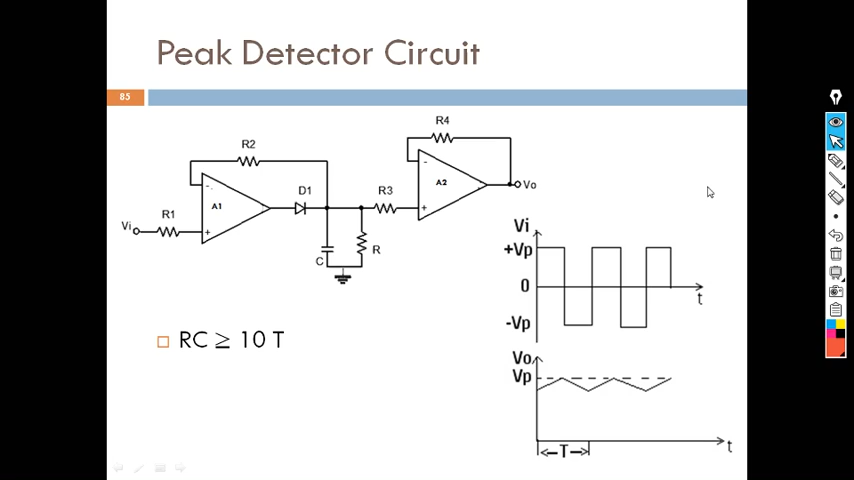 Peak Detector Circuit
85
R4
R2
A2
D1
R3
Vo
A1
R1
Vi
C
R
RC ≥ 10 T
Vi
+Vp
0
t
-Vp
Vo
Vp
T
t